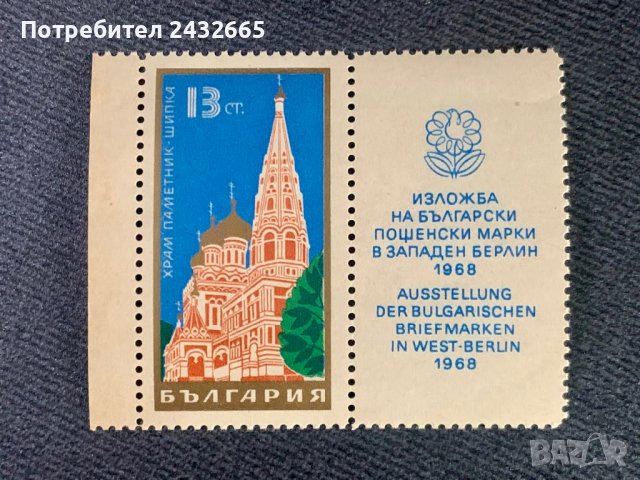 Потребител 2432665
13 СТ.
ХРАМ ПАМЕТНИК-ШИПКА
БЪЛГАРИЯ
ИЗЛОЖБА
НА БЪЛГАРСКИ
ПОЩЕНСКИ МАРКИ
В ЗАПАДЕН БЕРЛИН
1968
AUSSTELLUNG
DER BULGARISCHEN
BRIEFMARKEN
IN WEST-BERLIN
1968
BAZAR